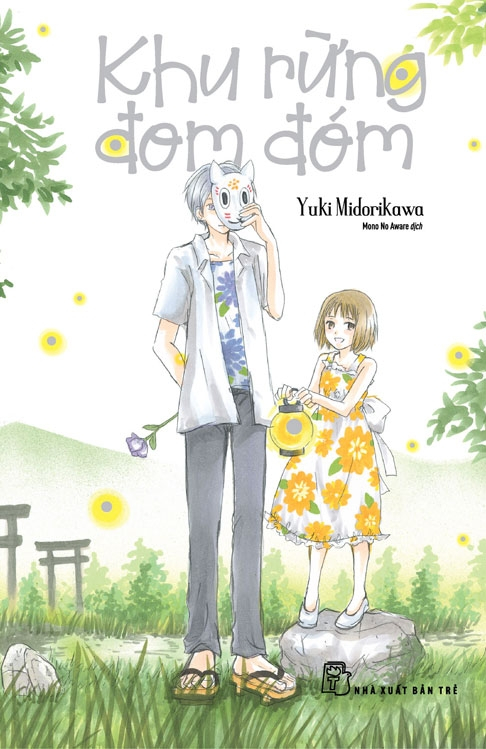 Khu rừng
đom đóm
Yuki Midorikawa
Mono No Aware dịch
NHÀ XUẤT BẢN TRẺ